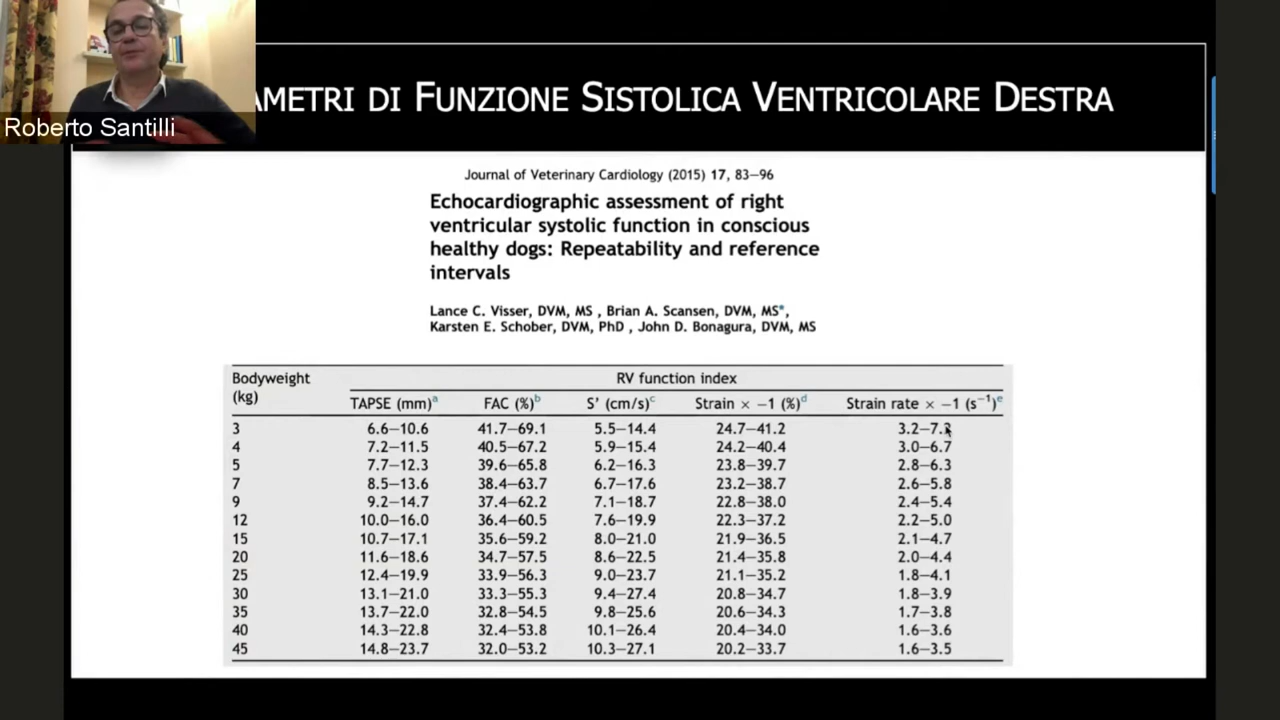 AMETRI DI FUNZIONE SISTOLICA VENTRICOLARE DESTRA
Roberto Santilli
Journal of Veterinary Cardiology (2015) 17, 83–96
Echocardiographic assessment of right
ventricular systolic function in conscious
healthy dogs: Repeatability and reference
intervals
Lance C. Visser, DVM, MS , Brian A. Scansen, DVM, MS*,
Karsten E. Schober, DVM, PhD , John D. Bonagura, DVM, MS
Bodyweight (kg) RV function index
TAPSE (mm)a FAC (%)b S' (cm/s)c Strain × −1 (%)d Strain rate × −1 (s−1)e
3 6.6–10.6 41.7–69.1 5.5–14.4 24.7–41.2 3.2–7.
4 7.2–11.5 40.5–67.2 5.9–15.4 24.2–40.4 3.0–6.7
5 7.7–12.3 39.6–65.8 6.2–16.3 23.8–39.7 2.8–6.3
7 8.5–13.6 38.4–63.7 6.7–17.6 23.2–38.7 2.6–5.8
9 9.2–14.7 37.4–62.2 7.1–18.7 22.8–38.0 2.4–5.4
12 10.0–16.0 36.4–60.5 7.6–19.9 22.3–37.2 2.2–5.0
15 10.7–17.1 35.6–59.2 8.0–21.0 21.9–36.5 2.1–4.7
20 11.6–18.6 34.7–57.5 8.6–22.5 21.4–35.8 2.0–4.4
25 12.4–19.9 33.9–56.3 9.0–23.7 21.1–35.2 1.8–4.1
30 13.1–21.0 33.3–55.3 9.4–27.4 20.8–34.7 1.8–3.9
35 13.7–22.0 32.8–54.5 9.8–25.6 20.6–34.3 1.7–3.8
40 14.3–22.8 32.4–53.8 10.1–26.4 20.4–34.0 1.6–3.6
45 14.8–23.7 32.0–53.2 10.3–27.1 20.2–33.7 1.6–3.5